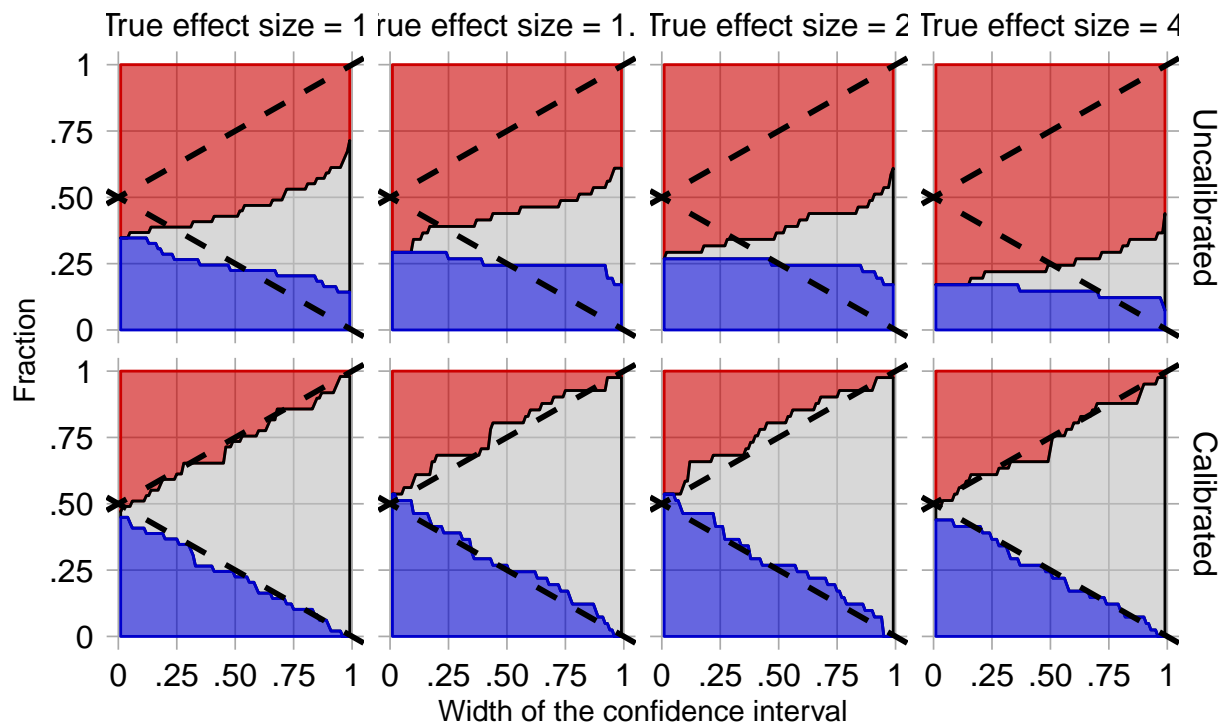 True effect size = 1
rue effect size = 1.
True effect size = 2
True effect size = 4
1
.75
.50
.25
0
Uncalibrated
Fraction
1
.75
.50
.25
0
Calibrated
0 .25 .50 .75 1
0 .25 .50 .75 1
0 .25 .50 .75 1
0 .25 .50 .75 1
Width of the confidence interval